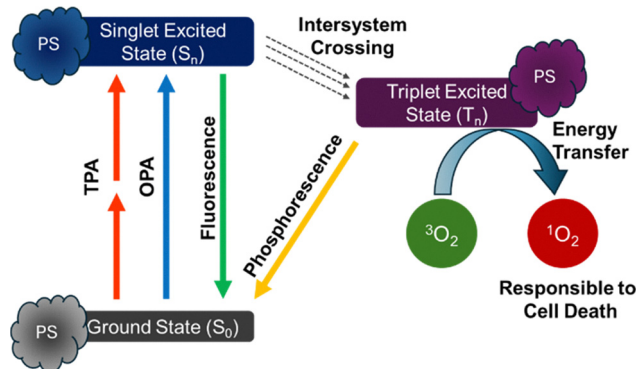 PS
Singlet Excited
State (Sₙ)
Intersystem
Crossing
PS
Triplet Excited
State (Tₙ)
Energy
Transfer
TPA
OPA
Fluorescence
Phosphorescence
³O₂
¹O₂
Responsible to
Cell Death
PS
Ground State (S₀)